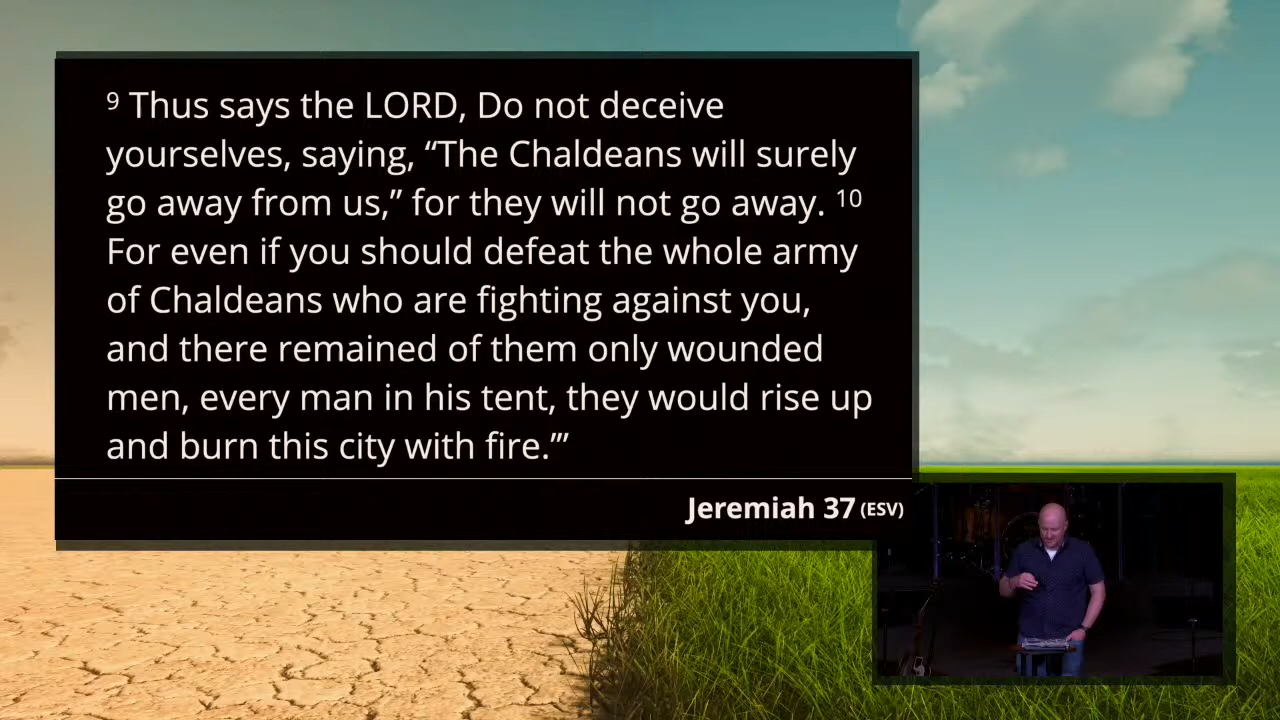 9 Thus says the LORD, Do not deceive
yourselves, saying, “The Chaldeans will surely
go away from us,” for they will not go away. 10
For even if you should defeat the whole army
of Chaldeans who are fighting against you,
and there remained of them only wounded
men, every man in his tent, they would rise up
and burn this city with fire.’”
Jeremiah 37 (ESV)